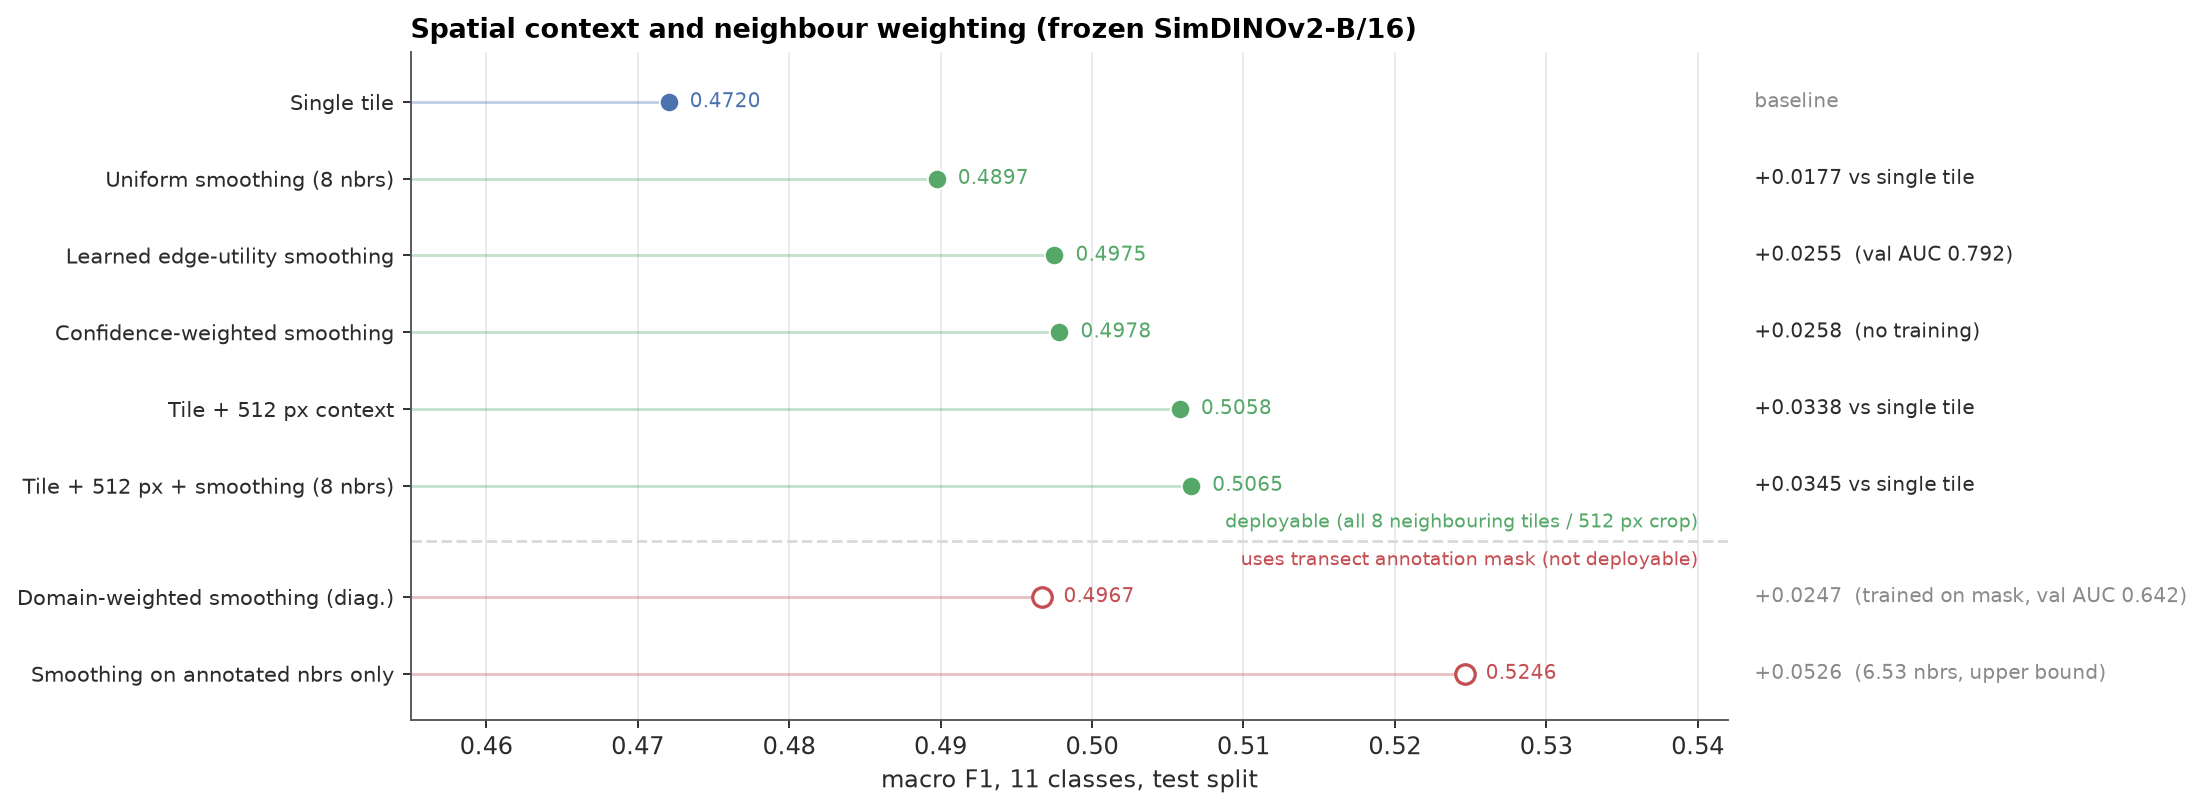 Spatial context and neighbour weighting (frozen SimDINOv2-B/16)
Single tile 0.4720 baseline
Uniform smoothing (8 nbrs) 0.4897 +0.0177 vs single tile
Learned edge-utility smoothing 0.4975 +0.0255 (val AUC 0.792)
Confidence-weighted smoothing 0.4978 +0.0258 (no training)
Tile + 512 px context 0.5058 +0.0338 vs single tile
Tile + 512 px + smoothing (8 nbrs) 0.5065 +0.0345 vs single tile
deployable (all 8 neighbouring tiles / 512 px crop)
uses transect annotation mask (not deployable)
Domain-weighted smoothing (diag.) 0.4967 +0.0247 (trained on mask, val AUC 0.642)
Smoothing on annotated nbrs only 0.5246 +0.0526 (6.53 nbrs, upper bound)
0.46 0.47 0.48 0.49 0.50 0.51 0.52 0.53 0.54
macro F1, 11 classes, test split